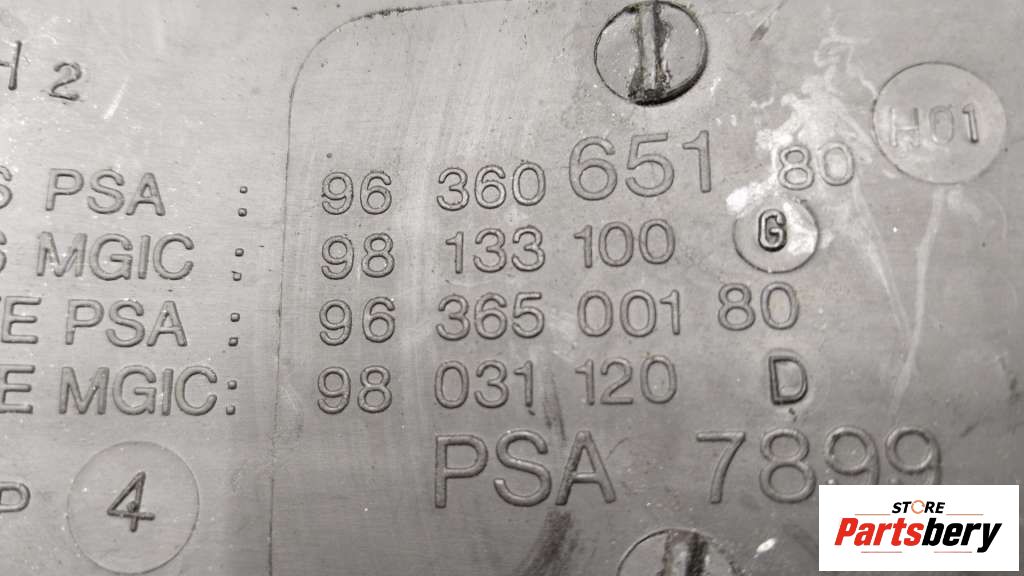 H 2
H01
S PSA : 96 360 651 80
S MGIC : 98 133 100 G
E PSA : 96 365 001 80
E MGIC: 98 031 120 D
PSA 7899
P 4
STORE
Partsbery